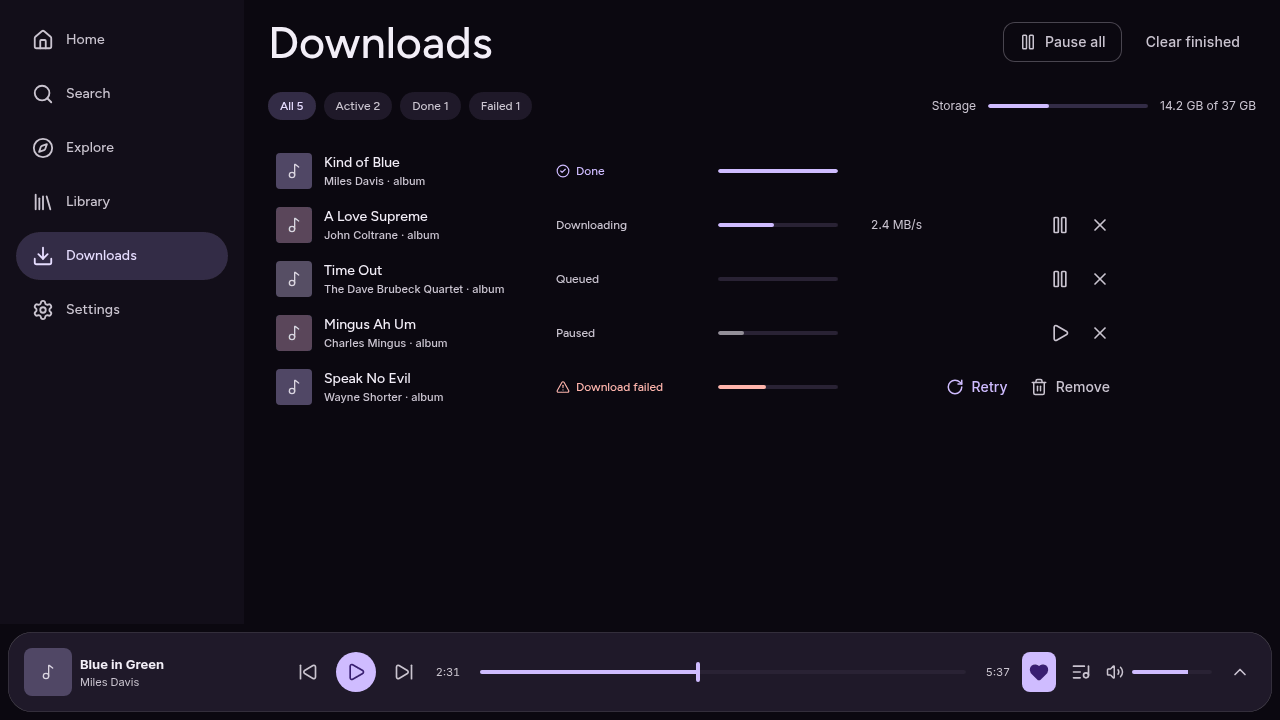 Home
Search
Explore
Library
Downloads
Settings
Downloads
Pause all
Clear finished
All 5
Active 2
Done 1
Failed 1
Storage
14.2 GB of 37 GB
Kind of Blue
Miles Davis · album
Done
A Love Supreme
John Coltrane · album
Downloading
2.4 MB/s
Time Out
The Dave Brubeck Quartet · album
Queued
Mingus Ah Um
Charles Mingus · album
Paused
Speak No Evil
Wayne Shorter · album
Download failed
Retry
Remove
Blue in Green
Miles Davis
2:31
5:37